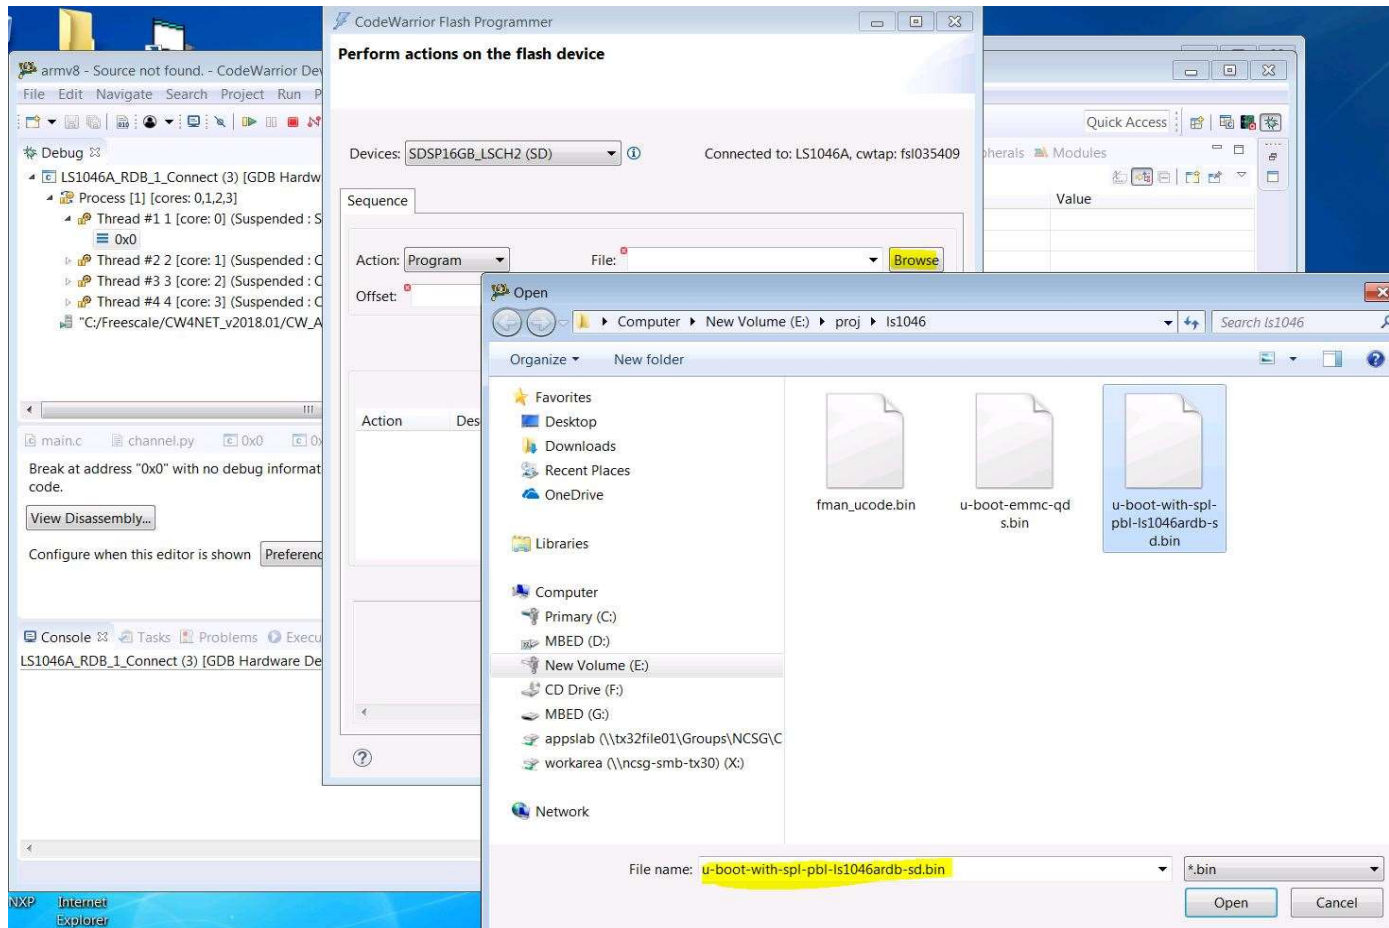 CodeWarrior Flash Programmer
Perform actions on the flash device
armv8 - Source not found. - CodeWarrior Dev
File Edit Navigate Search Project Run P
Quick Access
Debug
Devices: SDSP16GB_LSCH2 (SD)
Connected to: LS1046A, cwtap: fsl035409
pherals Modules
LS1046A_RDB_1_Connect (3) [GDB Hardw
Process [1] [cores: 0,1,2,3]
Sequence
Value
Thread #1 1 [core: 0] (Suspended : S
0x0
Thread #2 2 [core: 1] (Suspended : C
Thread #3 3 [core: 2] (Suspended : C
Thread #4 4 [core: 3] (Suspended : C
"C:/Freescale/CW4NET_v2018.01/CW_A
Action: Program
File:
Browse
Offset:
Action Des
main.c channel.py 0x0 0x
Break at address "0x0" with no debug informat
code.
View Disassembly...
Configure when this editor is shown Preferenc
Console Tasks Problems Execu
LS1046A_RDB_1_Connect (3) [GDB Hardware De
Open
Computer New Volume (E:) proj ls1046
Search ls1046
Organize New folder
Favorites
Desktop
Downloads
Recent Places
OneDrive
Libraries
Computer
Primary (C:)
MBED (D:)
New Volume (E:)
CD Drive (F:)
MBED (G:)
appslab (\\tx32file01\Groups\NCSG\C
workarea (\\ncsg-smb-tx30) (X:)
Network
fman_ucode.bin
u-boot-emmc-qd
s.bin
u-boot-with-spl-
pbl-ls1046ardb-s
d.bin
File name: u-boot-with-spl-pbl-ls1046ardb-sd.bin
*.bin
Open Cancel
NXP Internet
Explorer